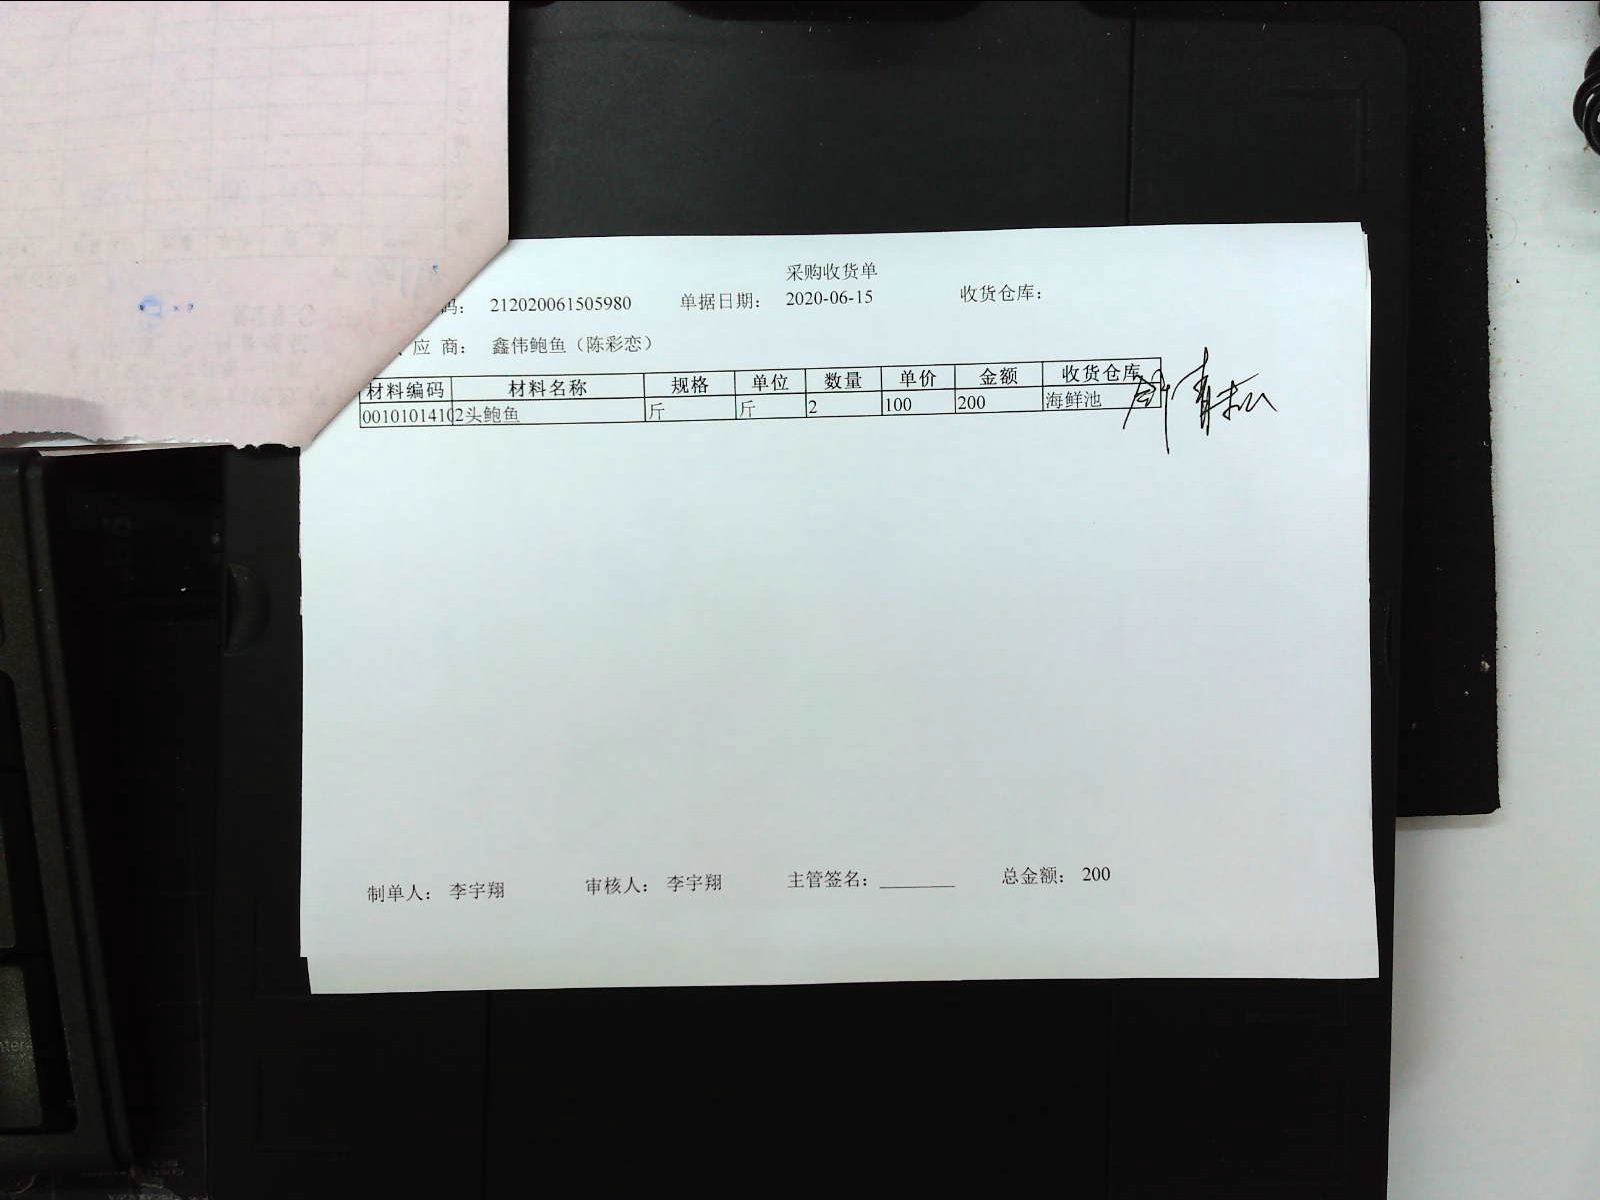 采购收货单
码： 212020061505980 单据日期： 2020-06-15 收货仓库：
应 商： 鑫伟鲍鱼（陈彩恋）
材料编码 材料名称 规格 单位 数量 单价 金额 收货仓库
00101014102头鲍鱼 斤 斤 2 100 200 海鲜池
制单人： 李宇翔 审核人： 李宇翔 主管签名： ________ 总金额： 200